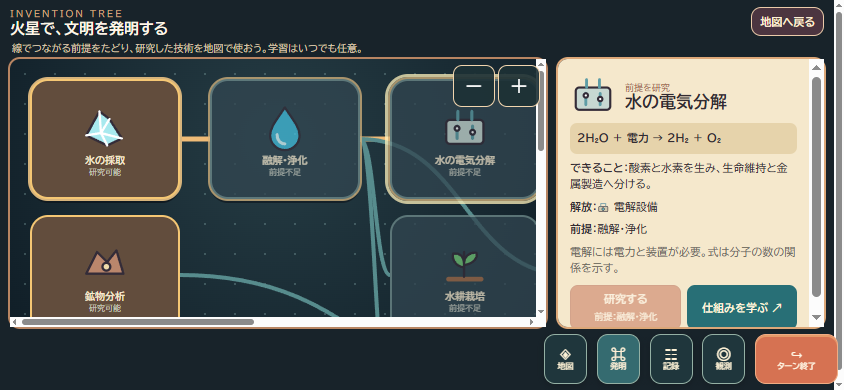 INVENTION TREE
火星で、文明を発明する
線でつながる前提をたどり、研究した技術を地図で使おう。学習はいつでも任意。
地図へ戻る
氷の採取
研究可能
融解・浄化
前提不足
水の電気分解
前提不足
鉱物分析
研究可能
水耕栽培
前提不足
− +
前提を研究
水の電気分解
2H₂O + 電力 → 2H₂ + O₂
できること：酸素と水素を生み、生命維持と金
属製造へ分ける。
解放： 電解設備
前提：融解・浄化
電解には電力と装置が必要。式は分子の数の関
係を示す。
研究する
前提：融解・浄化
仕組みを学ぶ ↗
地図
発明
記録
観測
ターン終了